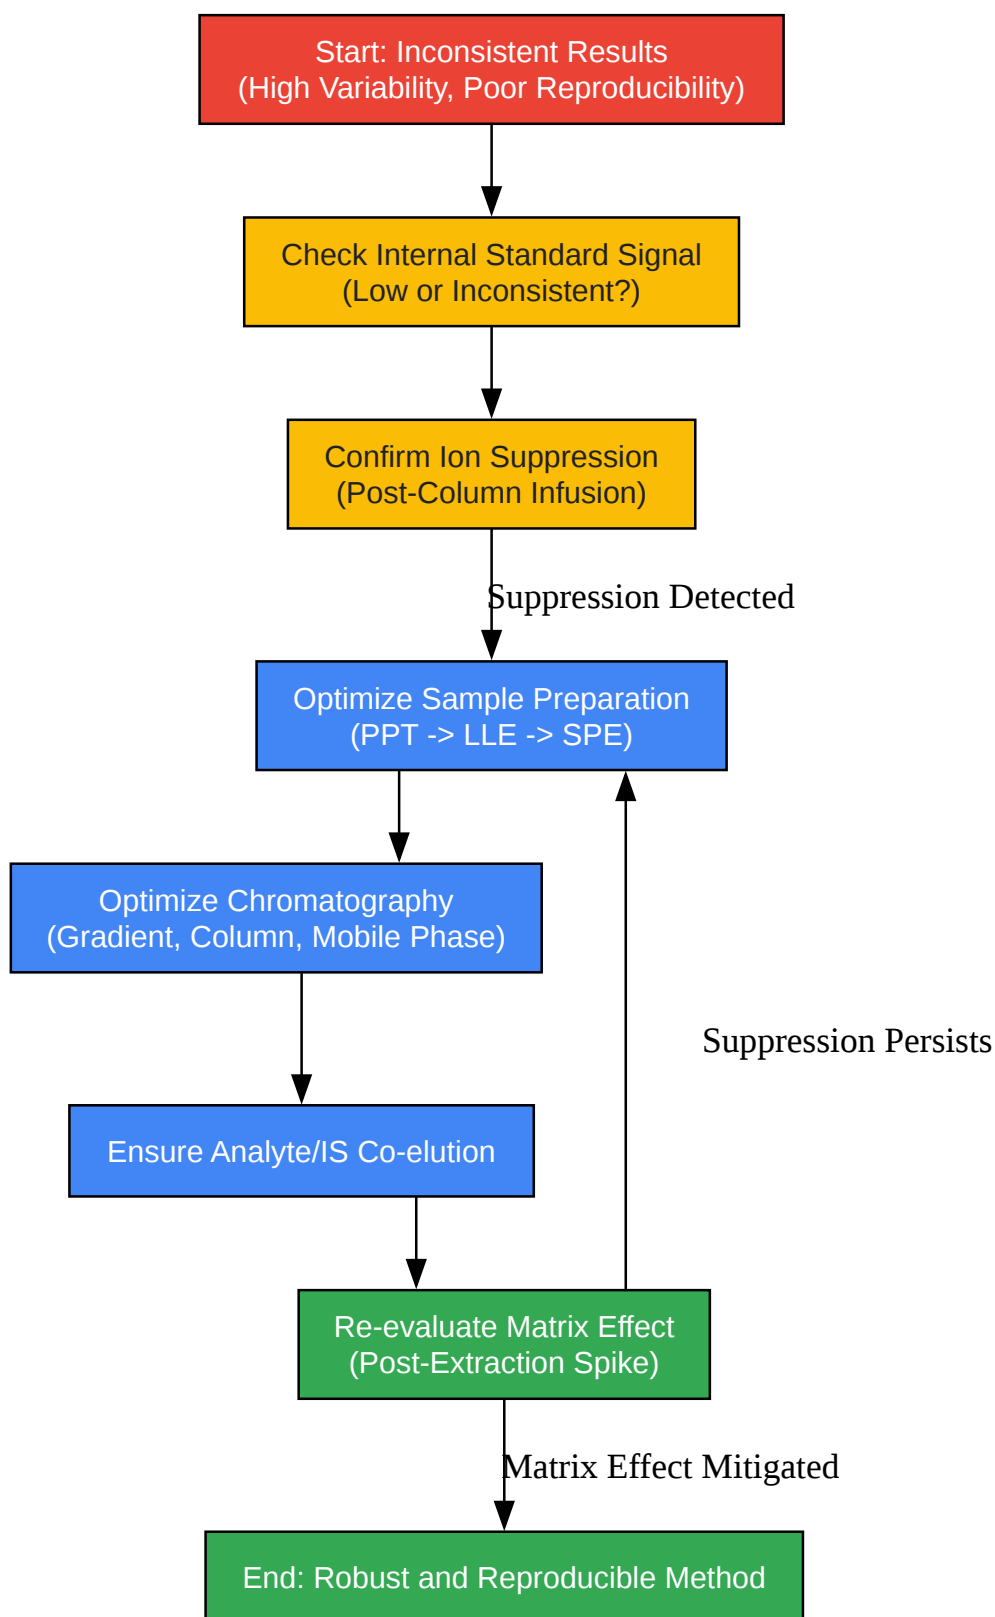 Start: Inconsistent Results
(High Variability, Poor Reproducibility)
Check Internal Standard Signal
(Low or Inconsistent?)
Confirm Ion Suppression
(Post-Column Infusion)
Suppression Detected
Optimize Sample Preparation
(PPT -> LLE -> SPE)
Optimize Chromatography
(Gradient, Column, Mobile Phase)
Suppression Persists
Ensure Analyte/IS Co-elution
Re-evaluate Matrix Effect
(Post-Extraction Spike)
Matrix Effect Mitigated
End: Robust and Reproducible Method